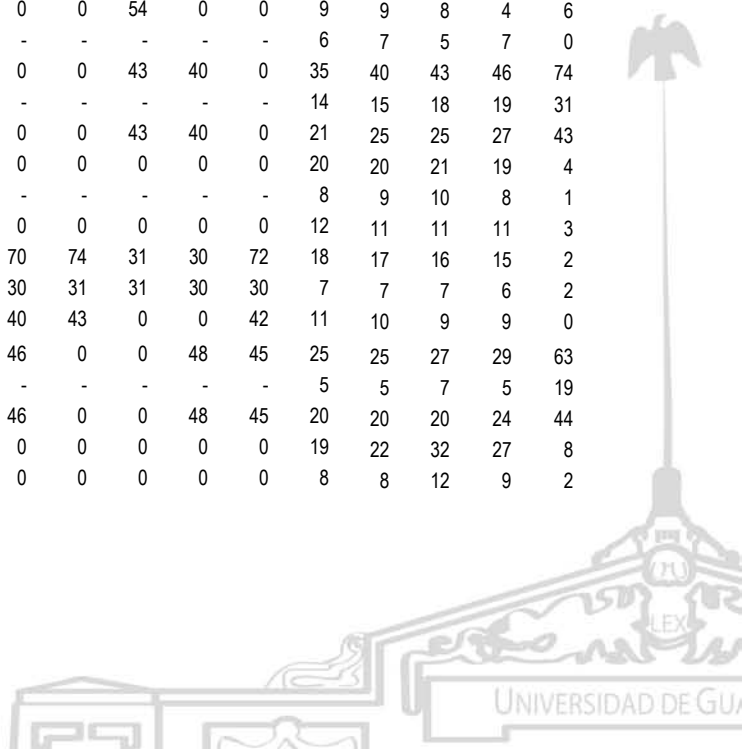 0 0 54 0 0 9 9 8 4 6
- - - - - 6 7 5 7 0
0 0 43 40 0 35 40 43 46 74
- - - - - 14 15 18 19 31
0 0 43 40 0 21 25 25 27 43
0 0 0 0 0 20 20 21 19 4
- - - - - 8 9 10 8 1
0 0 0 0 0 12 11 11 11 3
70 74 31 30 72 18 17 16 15 2
30 31 31 30 30 7 7 7 6 2
40 43 0 0 42 11 10 9 9 0
46 0 0 48 45 25 25 27 29 63
- - - - - 5 5 7 5 19
46 0 0 48 45 20 20 20 24 44
0 0 0 0 0 19 22 32 27 8
0 0 0 0 0 8 8 12 9 2
LEX
UNIVERSIDAD DE GUA